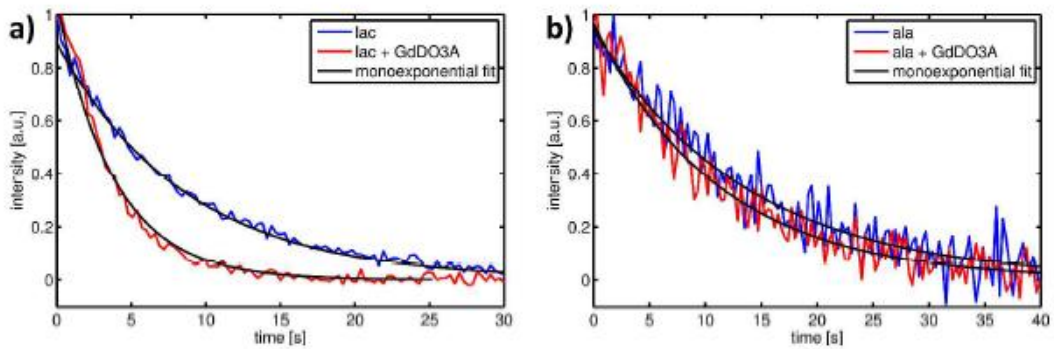 a)
intensity [a.u.]
1
0.8
0.6
0.4
0.2
0
0
5
10
15
20
25
30
time [s]
lac
lac + GdDO3A
monoexponential fit
b)
intensity [a.u.]
1
0.8
0.6
0.4
0.2
0
0
5
10
15
20
25
30
35
40
time [s]
ala
ala + GdDO3A
monoexponential fit